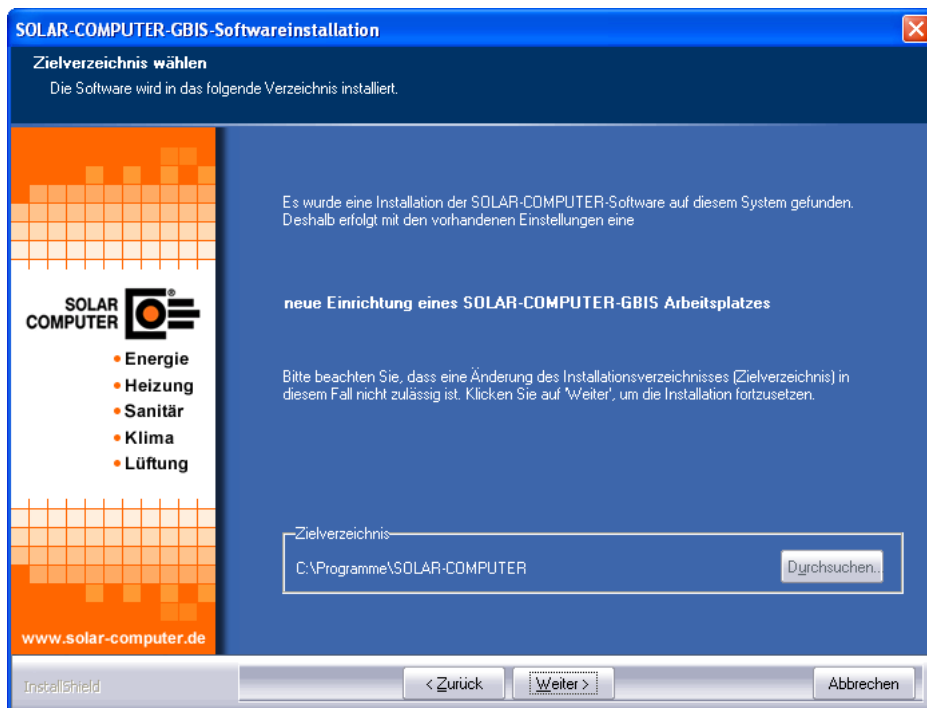 SOLAR-COMPUTER-GBIS-Softwareinstallation
Zielverzeichnis wählen
Die Software wird in das folgende Verzeichnis installiert.
Es wurde eine Installation der SOLAR-COMPUTER-Software auf diesem System gefunden.
Deshalb erfolgt mit den vorhandenen Einstellungen eine
neue Einrichtung eines SOLAR-COMPUTER-GBIS Arbeitsplatzes
Bitte beachten Sie, dass eine Änderung des Installationsverzeichnisses (Zielverzeichnis) in
diesem Fall nicht zulässig ist. Klicken Sie auf 'Weiter', um die Installation fortzusetzen.
SOLAR
COMPUTER
®
• Energie
• Heizung
• Sanitär
• Klima
• Lüftung
www.solar-computer.de
Zielverzeichnis
C:\Programme\SOLAR-COMPUTER
Durchsuchen..
InstallShield
< Zurück
Weiter >
Abbrechen